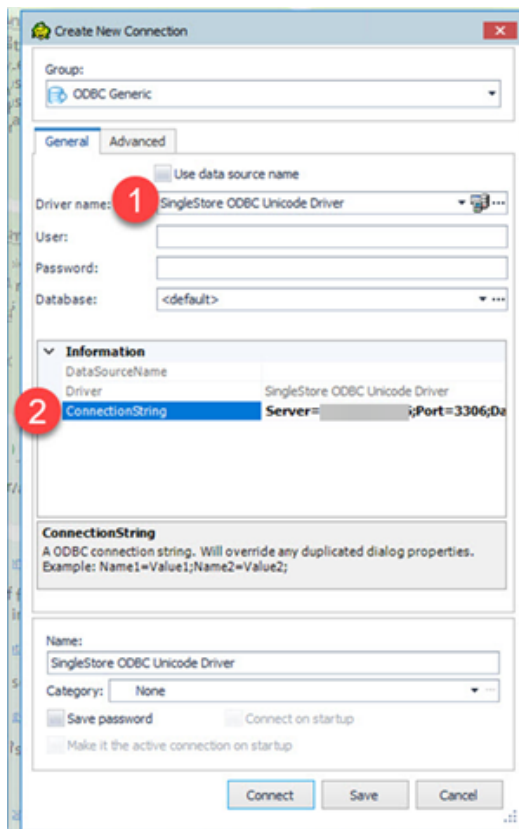 Create New Connection
Group:
ODBC Generic
General Advanced
Use data source name
Driver name: 1 SingleStore ODBC Unicode Driver
User:
Password:
Database: <default>
Information
DataSourceName
Driver SingleStore ODBC Unicode Driver
2 ConnectionString Server= ;Port=3306;Da
ConnectionString
A ODBC connection string. Will override any duplicated dialog properties.
Example: Name1=Value1;Name2=Value2;
Name:
SingleStore ODBC Unicode Driver
Category: None
Save password Connect on startup
Make it the active connection on startup
Connect Save Cancel